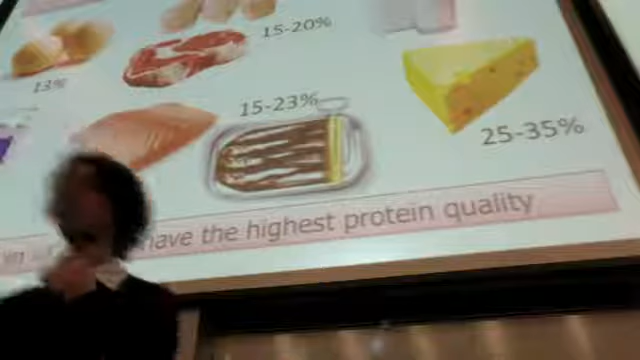 15-20%
13%
15-23%
25-35%
have the highest protein quality